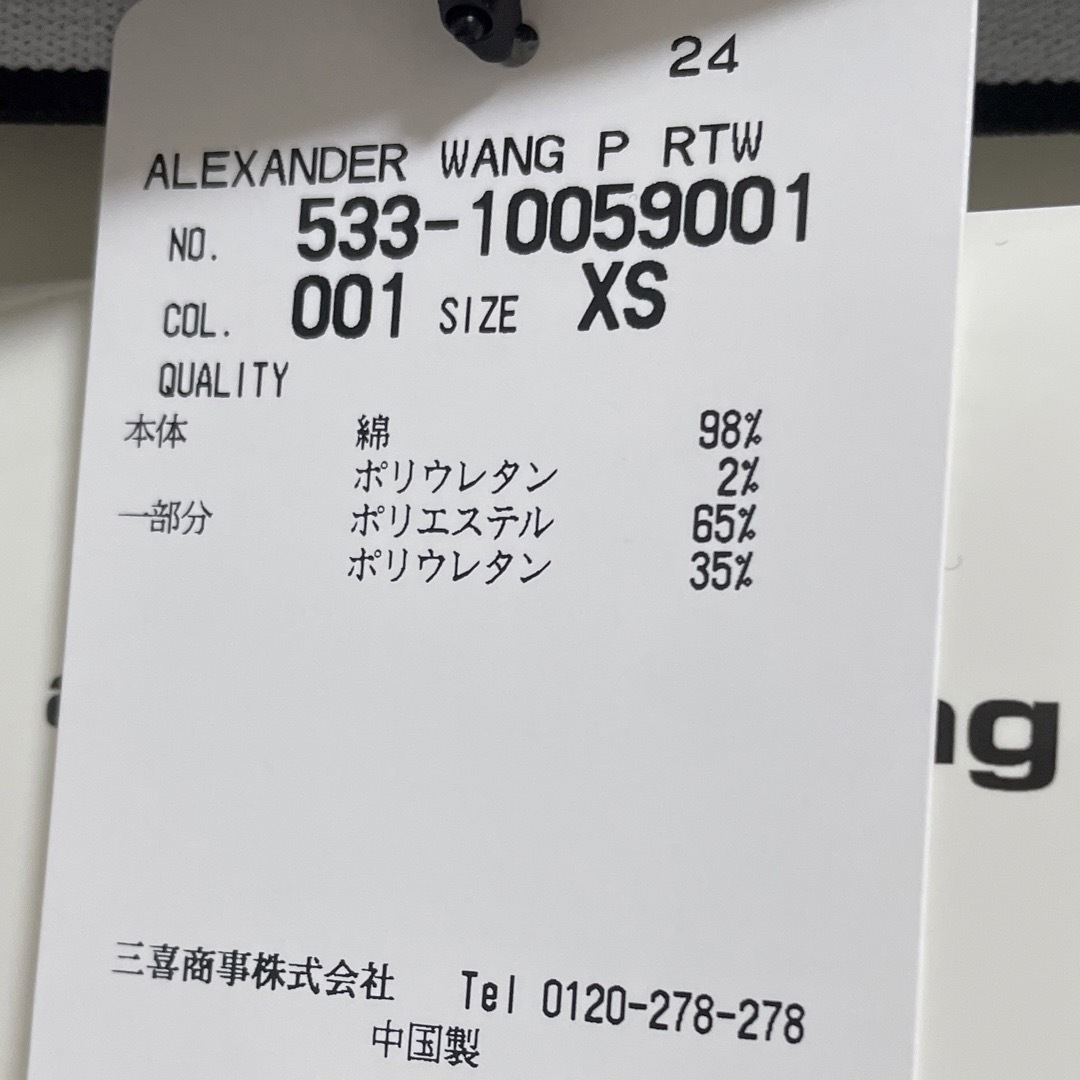 24
ALEXANDER WANG P RTW
NO. 533-10059001
COL. 001 SIZE XS
QUALITY
本体 綿 98%
ポリウレタン 2%
一部分 ポリエステル 65%
ポリウレタン 35%
三喜商事株式会社 Tel 0120-278-278
中国製